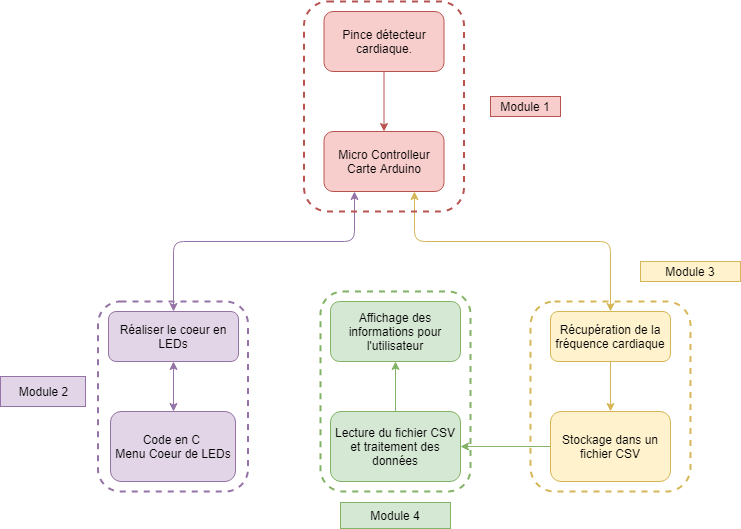 Pince détecteur
cardiaque.
Module 1
Micro Controlleur
Carte Arduino
Module 3
Réaliser le coeur en
LEDs
Affichage des
informations pour
l'utilisateur
Récupération de la
fréquence cardiaque
Module 2
Code en C
Menu Coeur de LEDs
Lecture du fichier CSV
et traitement des
données
Stockage dans un
fichier CSV
Module 4